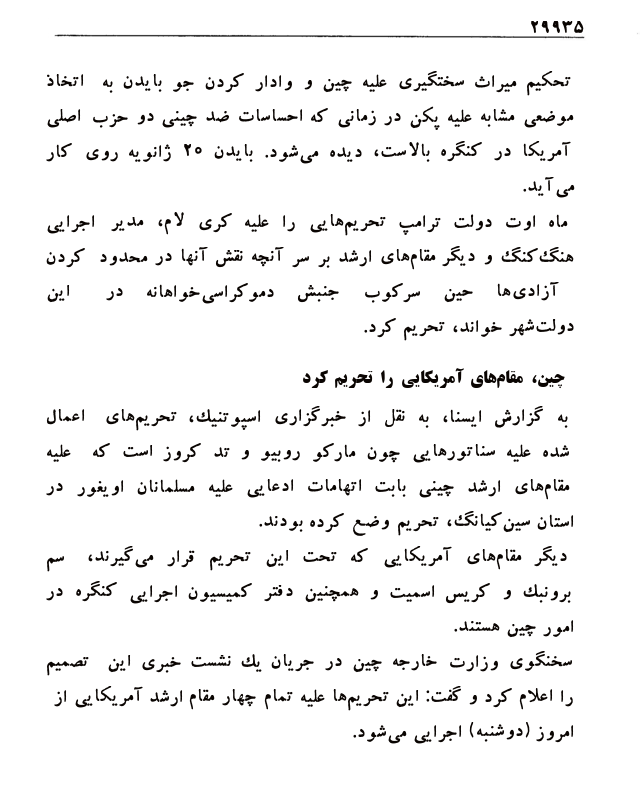 ۲۹۹۳۵
تحکیم میراث سختگیری علیه چین و وادار کردن جو بایدن به اتخاذ
موضعی مشابه علیه پکن در زمانی که احساسات ضد چینی دو حزب اصلی
آمریکا در کنگره بالاست، دیده می‌شود. بایدن ۲۰ ژانویه روی کار
می‌آید.
ماه اوت دولت ترامپ تحریم‌هایی را علیه کری لام، مدیر اجرایی
هنگ‌کنگ و دیگر مقام‌های ارشد بر سر آنچه نقش آنها در محدود کردن
آزادی‌ها حین سرکوب جنبش دموکراسی‌خواهانه در این
دولت‌شهر خواند، تحریم کرد.
چین، مقام‌های آمریکایی را تحریم کرد
به گزارش ایسنا، به نقل از خبرگزاری اسپوتنیک، تحریم‌های اعمال
شده علیه سناتورهایی چون مارکو روبیو و تد کروز است که علیه
مقام‌های ارشد چینی بابت اتهامات ادعایی علیه مسلمانان اویغور در
استان سین‌کیانگ، تحریم وضع کرده بودند.
دیگر مقام‌های آمریکایی که تحت این تحریم قرار می‌گیرند، سم
برونبک و کریس اسمیت و همچنین دفتر کمیسیون اجرایی کنگره در
امور چین هستند.
سخنگوی وزارت خارجه چین در جریان یک نشست خبری این تصمیم
را اعلام کرد و گفت: این تحریم‌ها علیه تمام چهار مقام ارشد آمریکایی از
امروز (دوشنبه) اجرایی می‌شود.